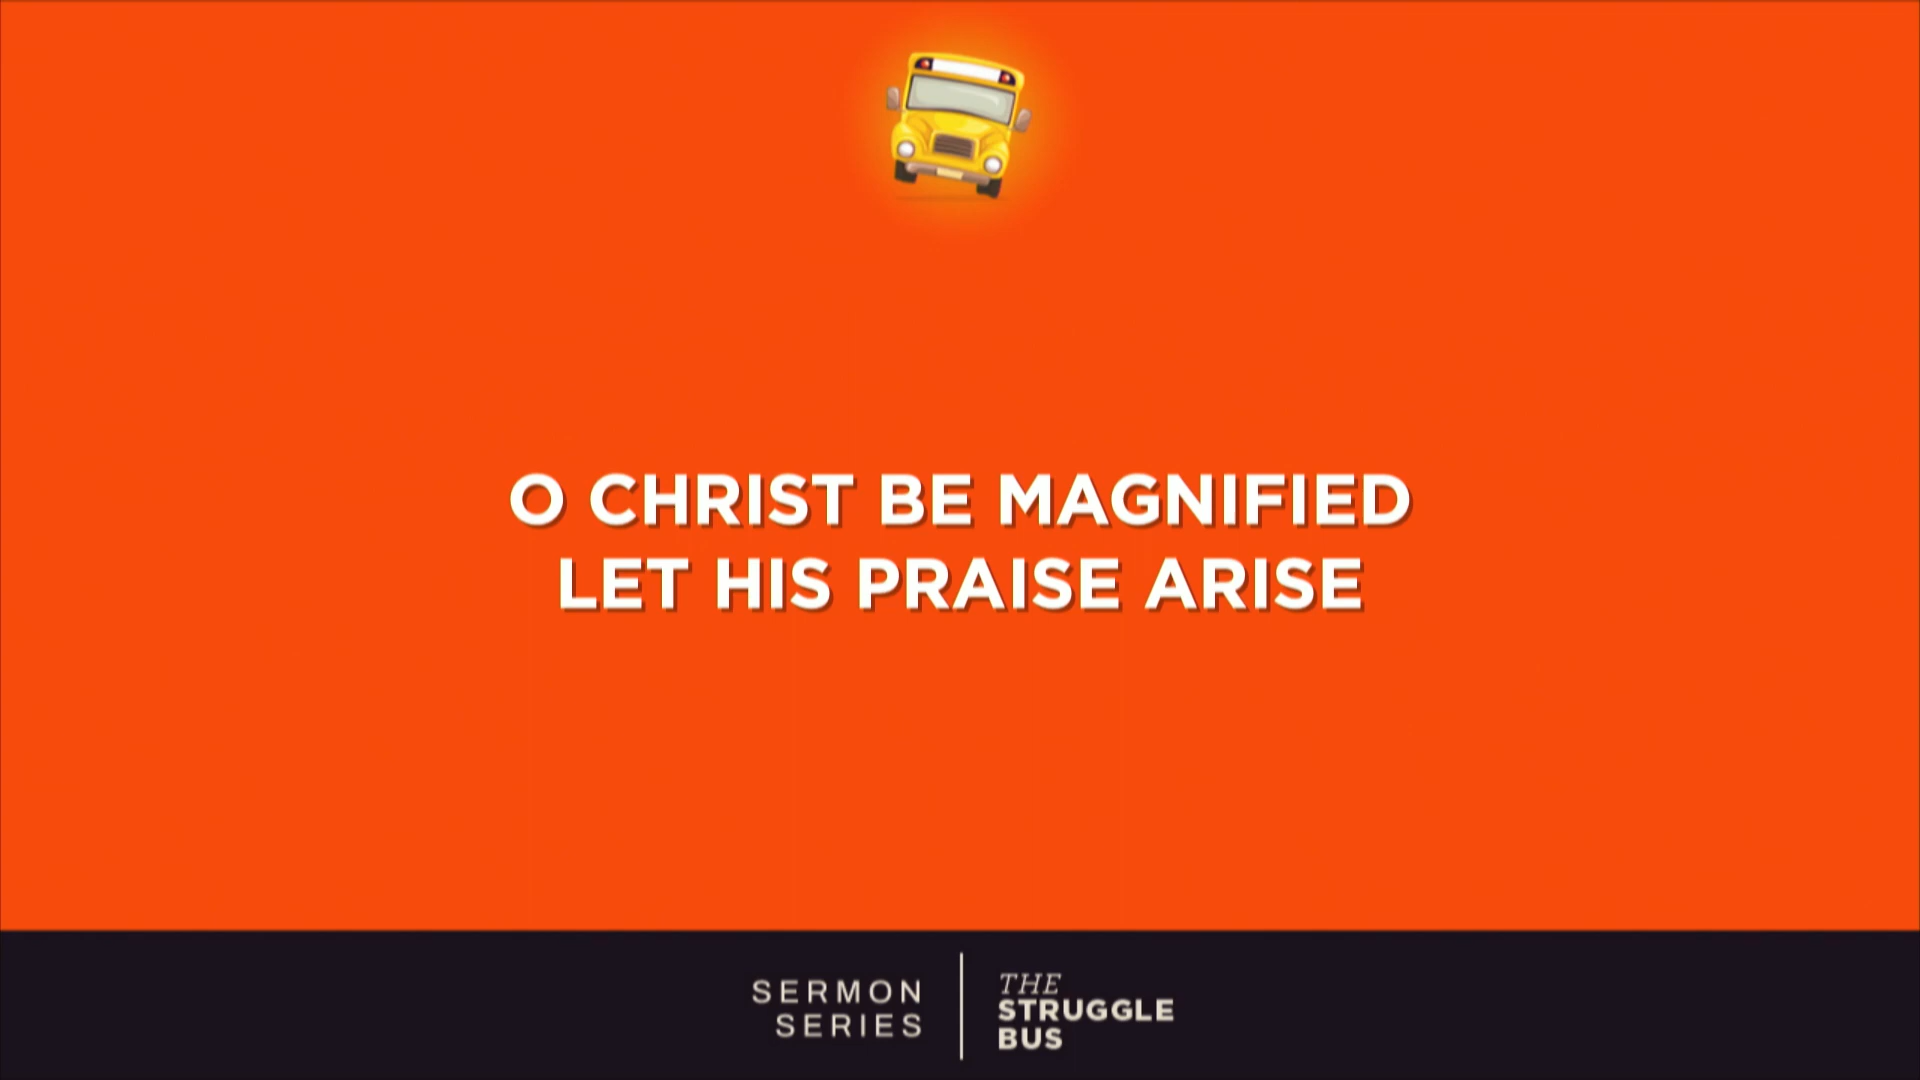 O CHRIST BE MAGNIFIED
LET HIS PRAISE ARISE
SERMON
SERIES
THE
STRUGGLE
BUS